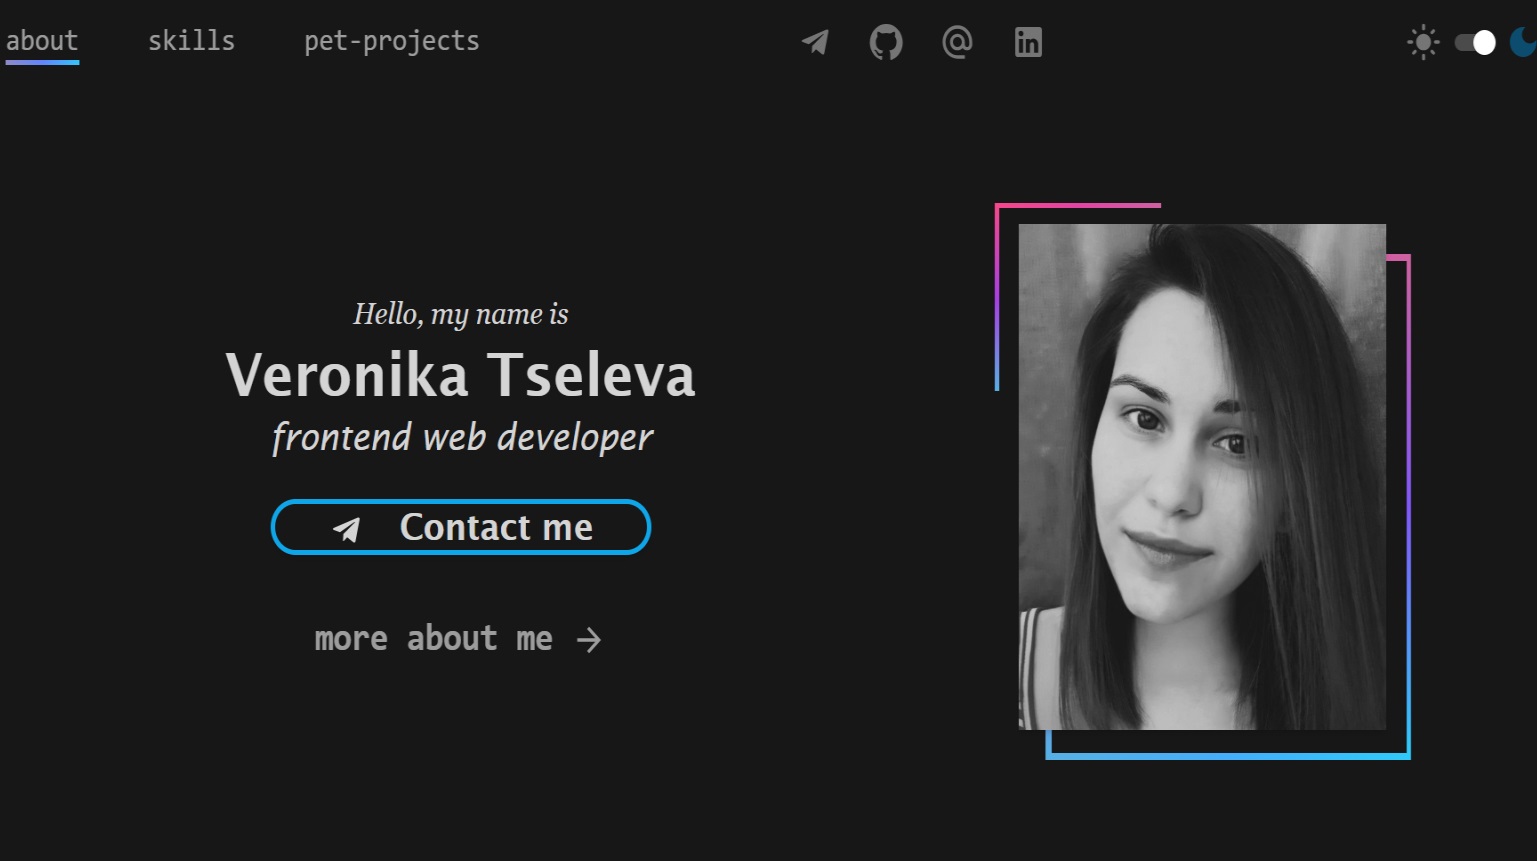 about
skills
pet-projects
Hello, my name is
Veronika Tseleva
frontend web developer
Contact me
more about me →